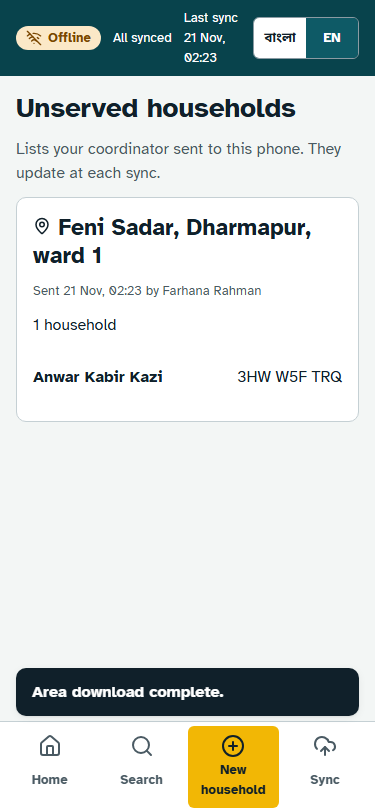 Offline
All synced
Last sync
21 Nov,
02:23
বাংলা
EN
Unserved households
Lists your coordinator sent to this phone. They
update at each sync.
Feni Sadar, Dharmapur,
ward 1
Sent 21 Nov, 02:23 by Farhana Rahman
1 household
Anwar Kabir Kazi 3HW W5F TRQ
Area download complete.
Home
Search
New
household
Sync